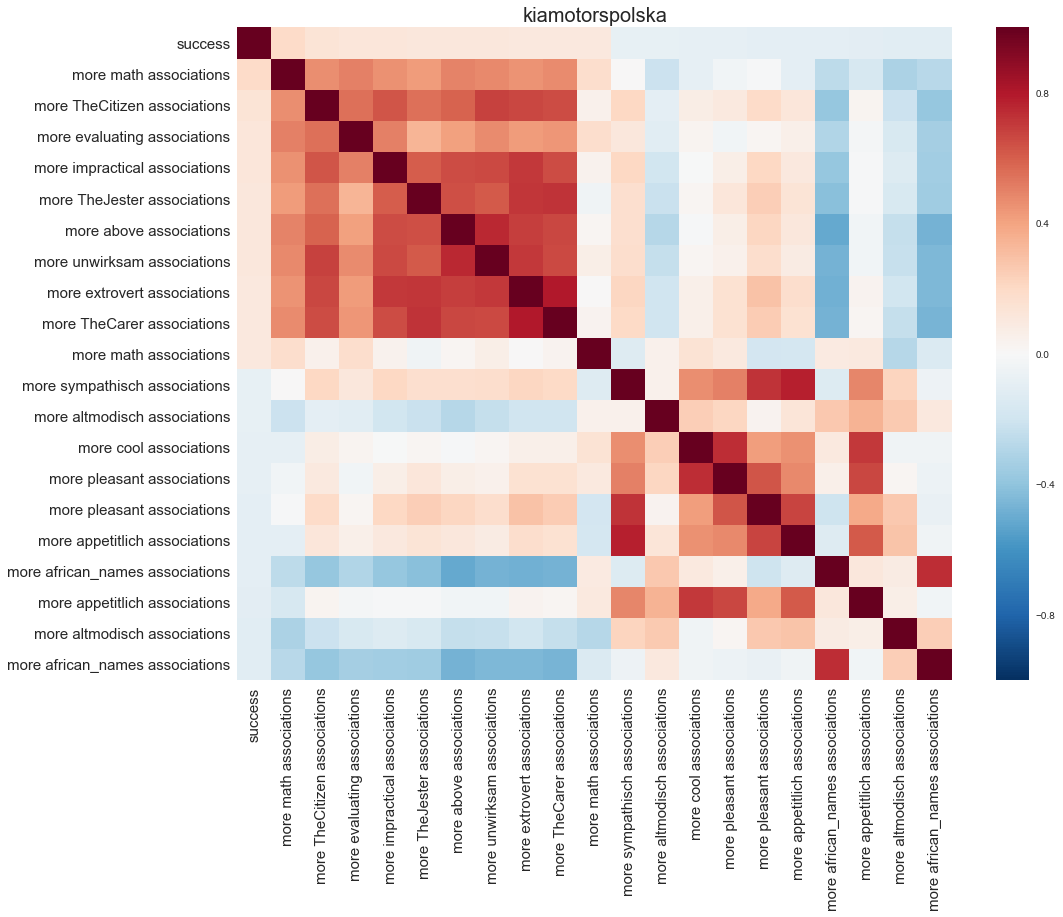 kiamotorspolska
success
more math associations
more TheCitizen associations
more evaluating associations
more impractical associations
more TheJester associations
more above associations
more unwirksam associations
more extrovert associations
more TheCarer associations
more math associations
more sympathisch associations
more altmodisch associations
more cool associations
more pleasant associations
more pleasant associations
more appetitlich associations
more african_names associations
more appetitlich associations
more altmodisch associations
more african_names associations
success
more math associations
more TheCitizen associations
more evaluating associations
more impractical associations
more TheJester associations
more above associations
more unwirksam associations
more extrovert associations
more TheCarer associations
more math associations
more sympathisch associations
more altmodisch associations
more cool associations
more pleasant associations
more pleasant associations
more appetitlich associations
more african_names associations
more appetitlich associations
more altmodisch associations
more african_names associations
0.8
0.4
0.0
−0.4
−0.8